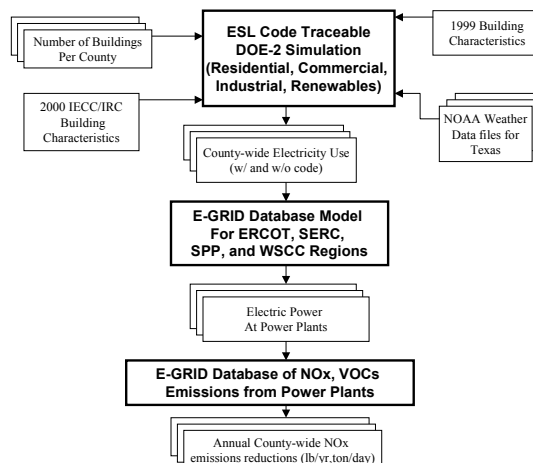 Number of Buildings
Per County
ESL Code Traceable
DOE-2 Simulation
(Residential, Commercial,
Industrial, Renewables)
1999 Building
Characteristics
2000 IECC/IRC
Building
Characteristics
NOAA Weather
Data files for
Texas
County-wide Electricity Use
(w/ and w/o code)
E-GRID Database Model
For ERCOT, SERC,
SPP, and WSCC Regions
Electric Power
At Power Plants
E-GRID Database of NOx, VOCs
Emissions from Power Plants
Annual County-wide NOx
emissions reductions (lb/yr,ton/day)